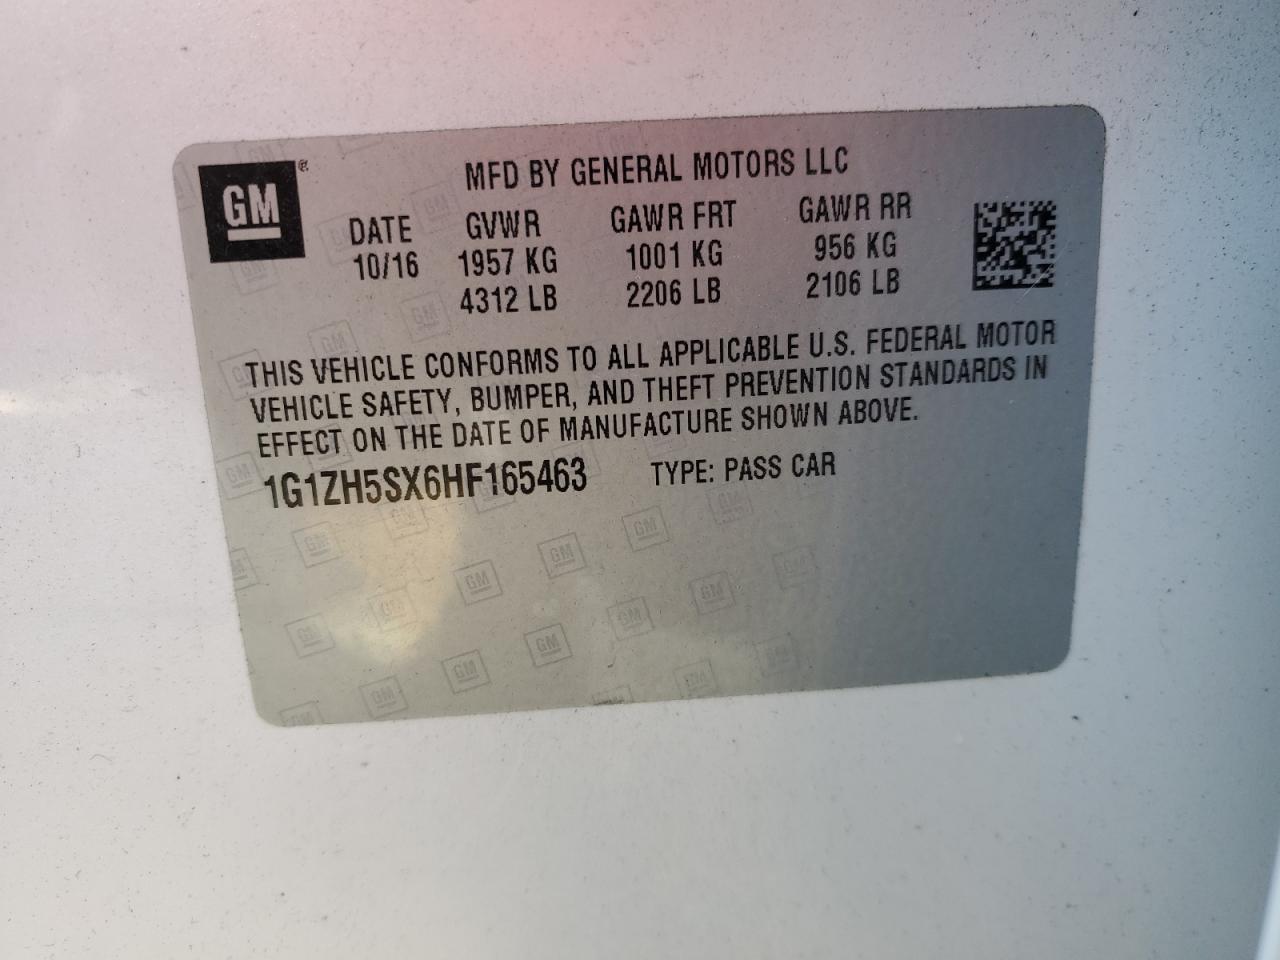 GM®
MFD BY GENERAL MOTORS LLC
DATE GVWR GAWR FRT GAWR RR
10/16 1957 KG 1001 KG 956 KG
4312 LB 2206 LB 2106 LB
THIS VEHICLE CONFORMS TO ALL APPLICABLE U.S. FEDERAL MOTOR
VEHICLE SAFETY, BUMPER, AND THEFT PREVENTION STANDARDS IN
EFFECT ON THE DATE OF MANUFACTURE SHOWN ABOVE.
1G1ZH5SX6HF165463 TYPE: PASS CAR